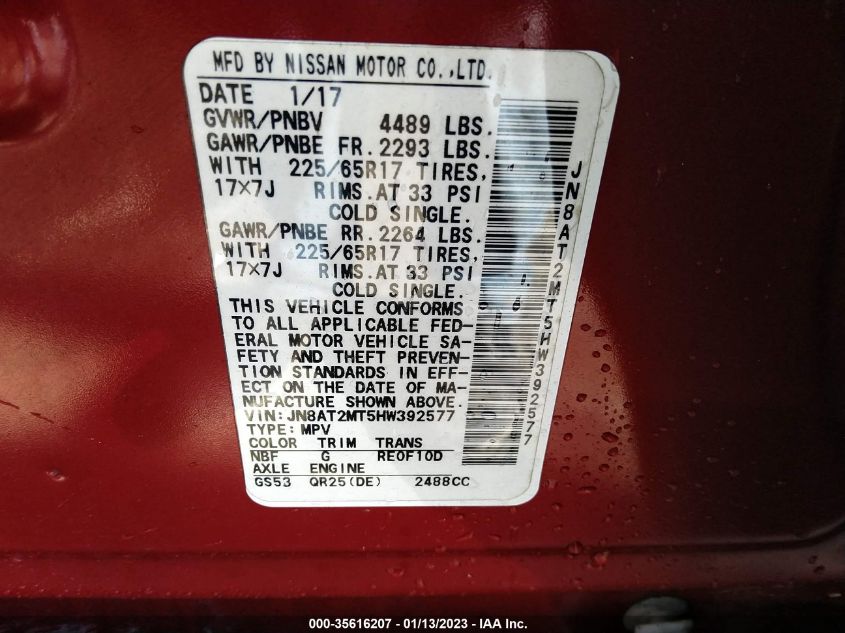 MFD BY NISSAN MOTOR CO.,LTD.
DATE 1/17
GVWR/PNBV 4489 LBS.
GAWR/PNBE FR. 2293 LBS.
WITH 225/65R17 TIRES,
17×7J RIMS.AT 33 PSI
COLD SINGLE.
GAWR/PNBE RR. 2264 LBS.
WITH 225/65R17 TIRES,
17×7J RIMS.AT 33 PSI
COLD SINGLE.
THIS VEHICLE CONFORMS
TO ALL APPLICABLE FED-
ERAL MOTOR VEHICLE SA-
FETY AND THEFT PREVEN-
TION STANDARDS IN EFF-
ECT ON THE DATE OF MA-
NUFACTURE SHOWN ABOVE.
VIN:JN8AT2MT5HW392577
TYPE:MPV
COLOR TRIM TRANS
NBF G RE0F10D
AXLE ENGINE
GS53 QR25(DE) 2488CC
JN8AT2MT5HW392577
000-35616207 - 01/13/2023 - IAA Inc.